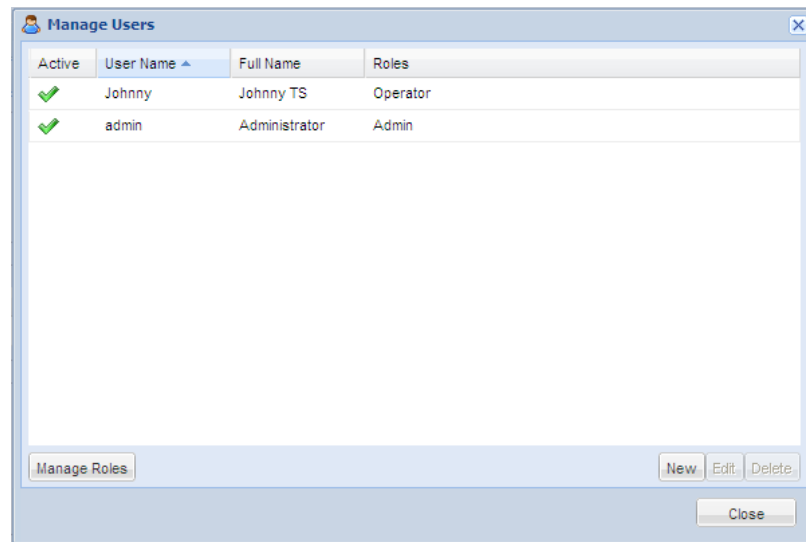 Manage Users
Active User Name Full Name Roles
Johnny Johnny TS Operator
admin Administrator Admin
Manage Roles New Edit Delete
Close